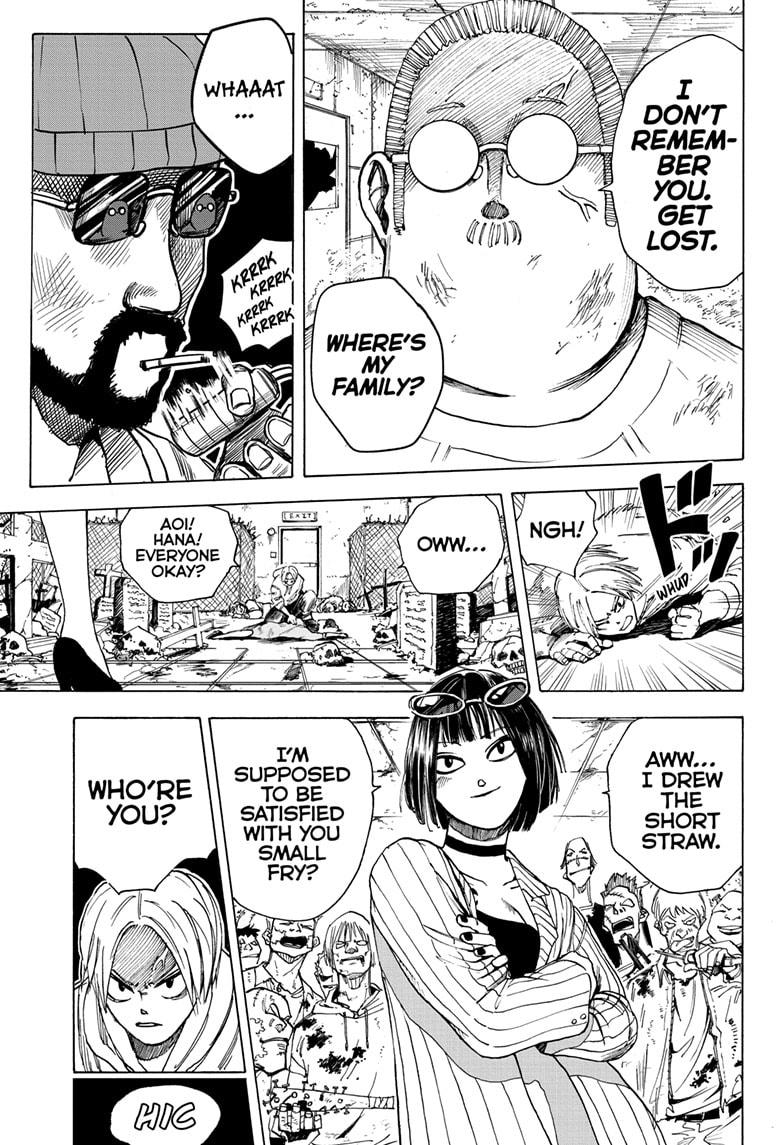 I
DON'T
REMEM-
BER
YOU.
GET
LOST.
WHERE'S
MY
FAMILY?
WHAAAT
...
KRRRK
KRRRK
KRRRK
KRRRK
NGH!
ドドッ
WHUD
OWW...
EXIT
AOI!
HANA!
EVERYONE
OKAY?
AWW...
I DREW
THE
SHORT
STRAW.
I'M
SUPPOSED
TO BE
SATISFIED
WITH YOU
SMALL
FRY?
WHO'RE
YOU?
HIC